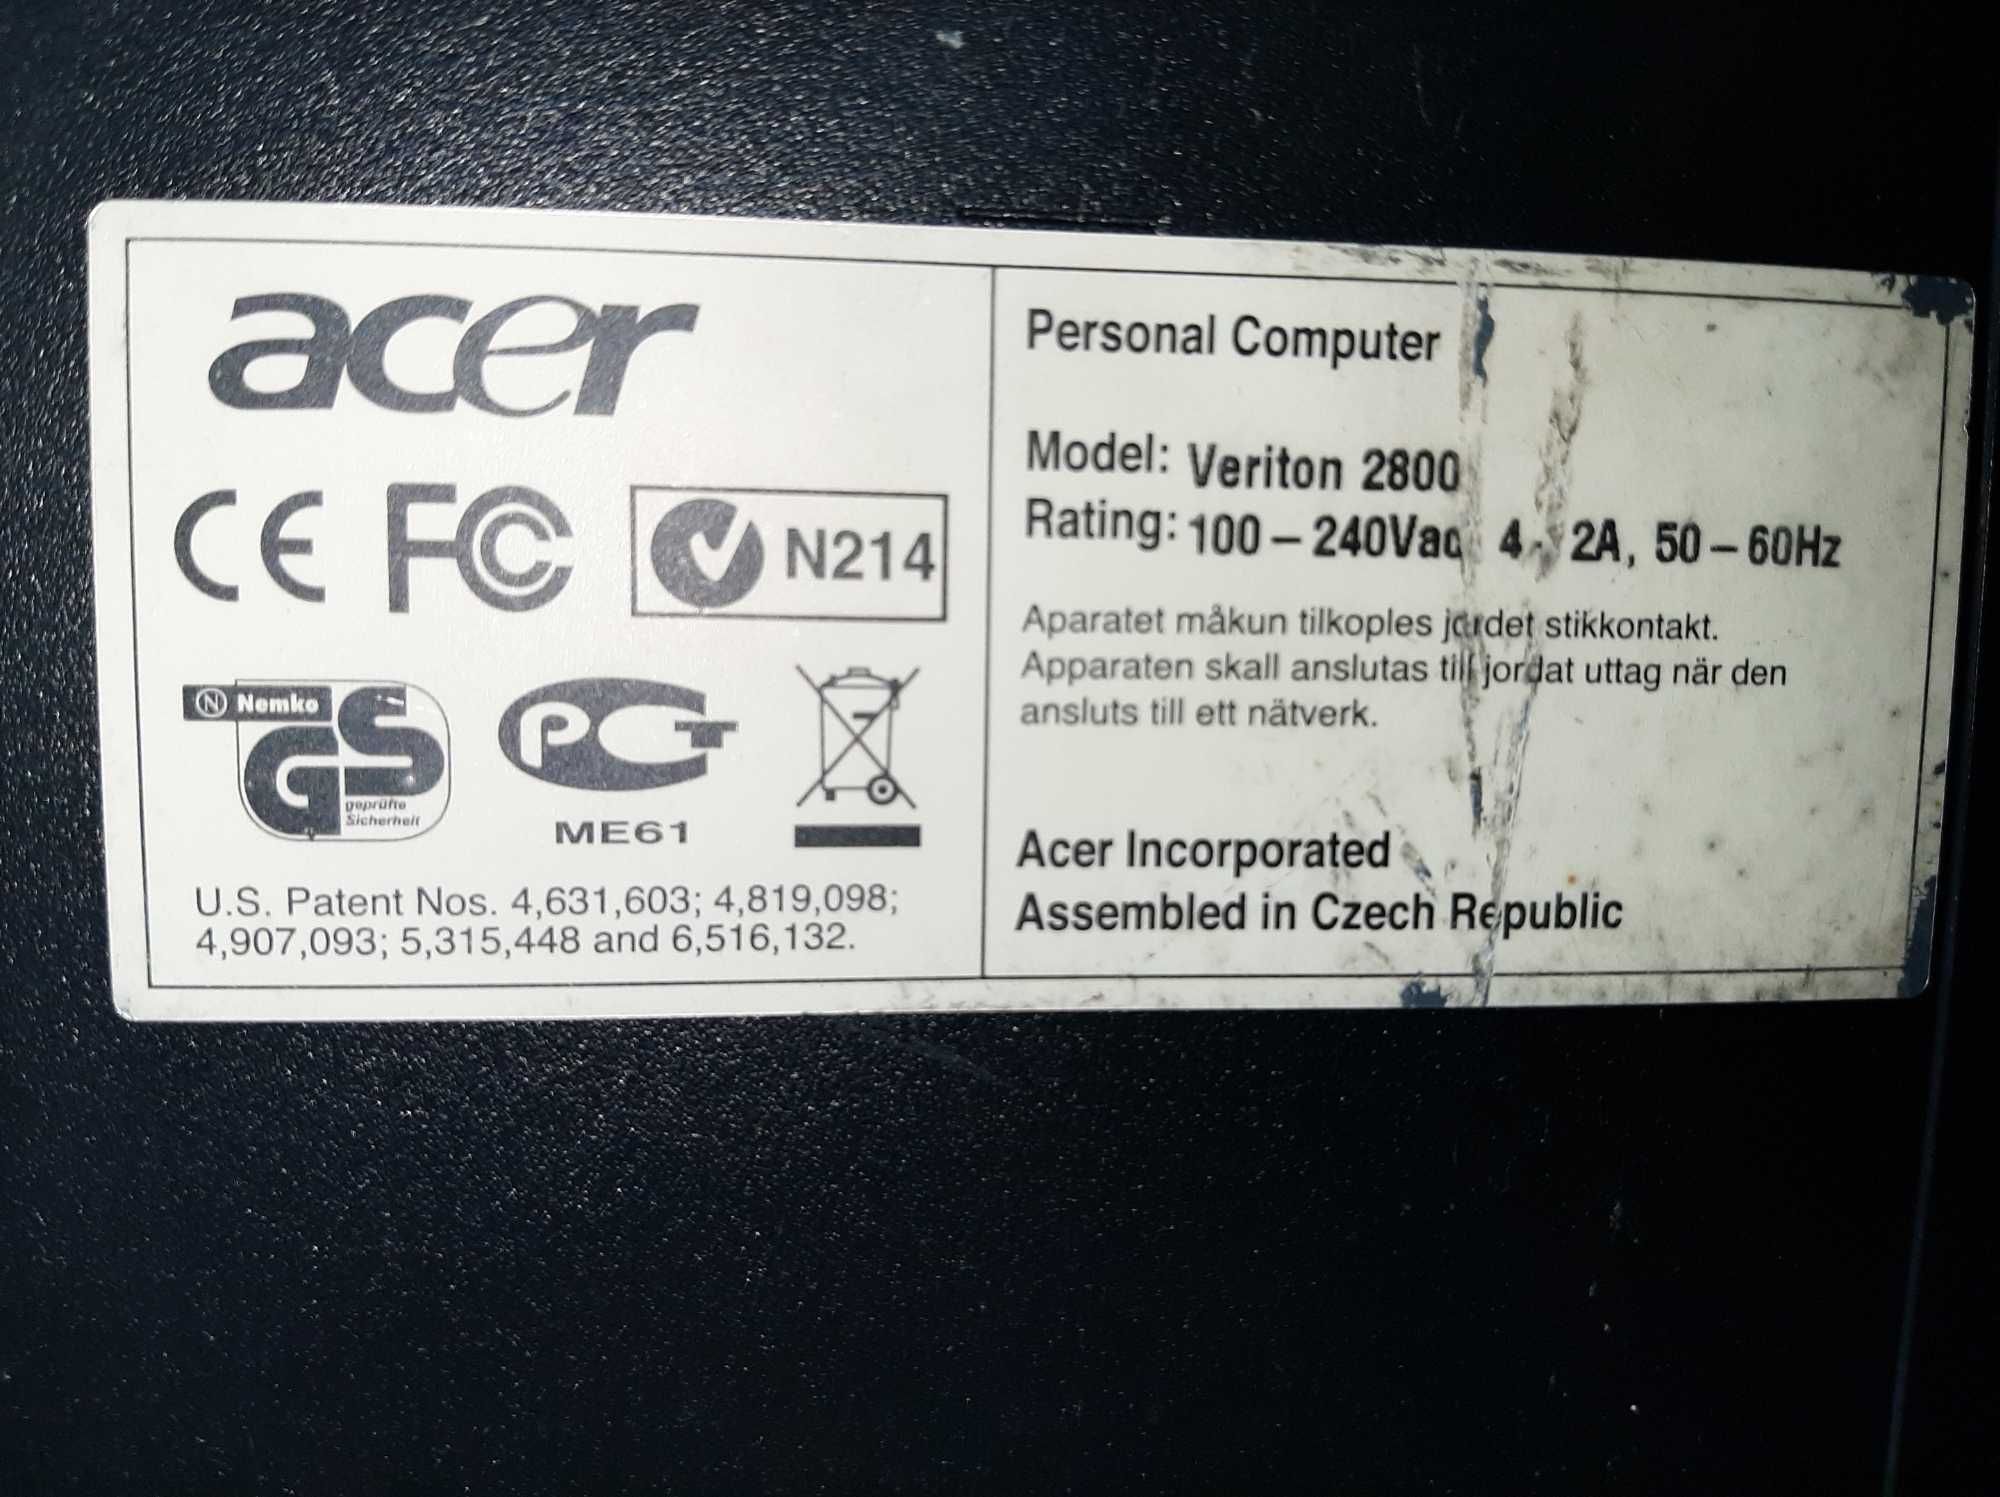 acer
CE FC N214
N Nemko
GS
geprüfte
Sicherheit
PCT
ME61
U.S. Patent Nos. 4,631,603; 4,819,098;
4,907,093; 5,315,448 and 6,516,132.
Personal Computer
Model: Veriton 2800
Rating: 100–240Vac 4- 2A, 50–60Hz
Aparatet måkun tilkoples jordet stikkontakt.
Apparaten skall anslutas till jordat uttag när den
ansluts till ett nätverk.
Acer Incorporated
Assembled in Czech Republic